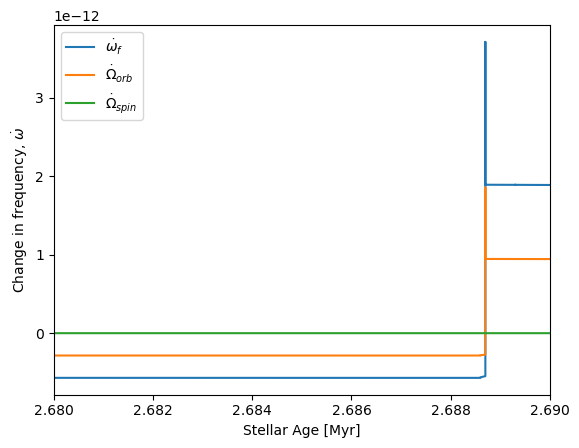 1e−12
ω̇_f
Ω̇_orb
Ω̇_spin
3
2
1
0
Change in frequency, ω̇
2.680 2.682 2.684 2.686 2.688 2.690
Stellar Age [Myr]